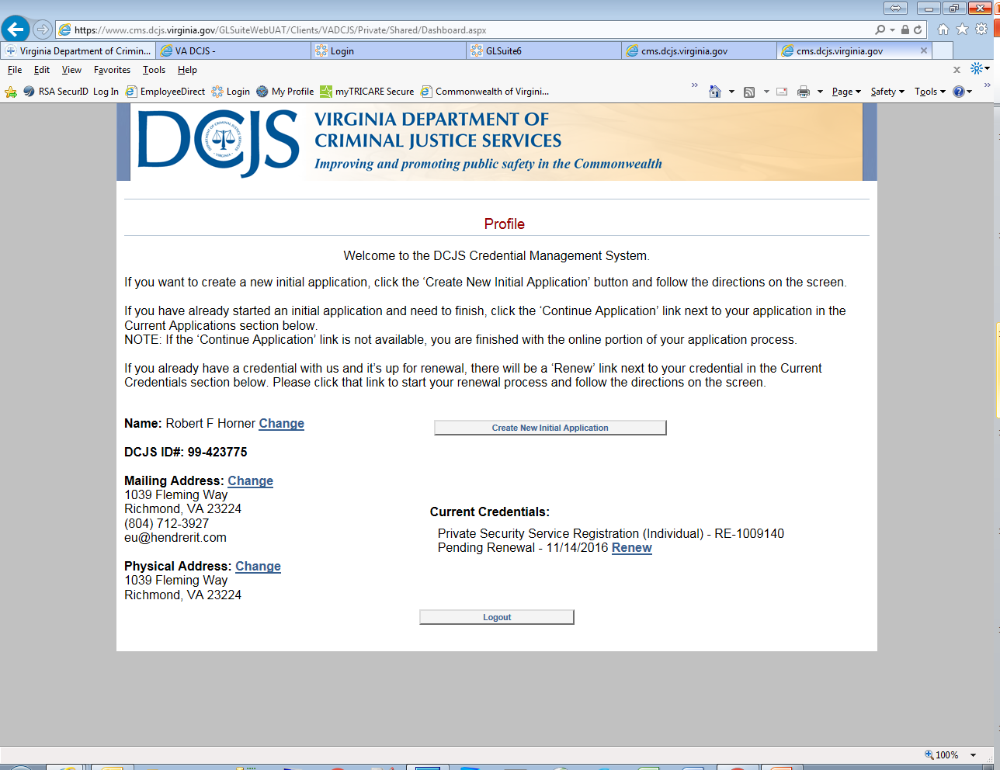 https://www.cms.dcjs.virginia.gov/GLSuiteWebUAT/Clients/VADCJS/Private/Shared/Dashboard.aspx
Virginia Department of Crimin... VA DCJS - Login GLSuite6 cms.dcjs.virginia.gov cms.dcjs.virginia.gov
File Edit View Favorites Tools Help
RSA SecurID Log In EmployeeDirect Login My Profile myTRICARE Secure Commonwealth of Virgini... Page Safety Tools
DCJS
VIRGINIA DEPARTMENT OF
CRIMINAL JUSTICE SERVICES
Improving and promoting public safety in the Commonwealth
Profile
Welcome to the DCJS Credential Management System.
If you want to create a new initial application, click the ‘Create New Initial Application’ button and follow the directions on the screen.
If you have already started an initial application and need to finish, click the ‘Continue Application’ link next to your application in the
Current Applications section below.
NOTE: If the ‘Continue Application’ link is not available, you are finished with the online portion of your application process.
If you already have a credential with us and it’s up for renewal, there will be a ‘Renew’ link next to your credential in the Current
Credentials section below. Please click that link to start your renewal process and follow the directions on the screen.
Name: Robert F Horner Change
Create New Initial Application
DCJS ID#: 99-423775
Mailing Address: Change
1039 Fleming Way
Richmond, VA 23224
(804) 712-3927
eu@hendrerit.com
Current Credentials:
Private Security Service Registration (Individual) - RE-1009140
Pending Renewal - 11/14/2016 Renew
Physical Address: Change
1039 Fleming Way
Richmond, VA 23224
Logout
100%